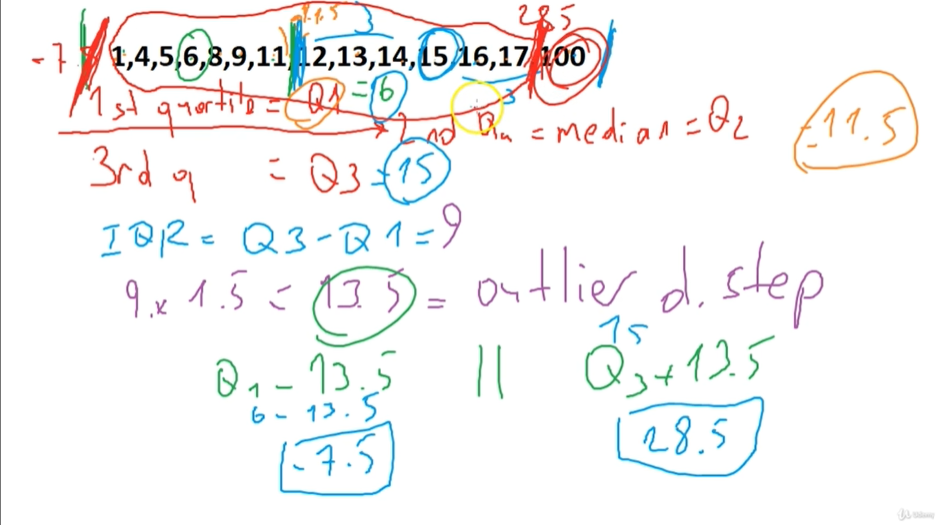 11.5 3 28.5
-7 1,4,5,6,8,9,11,12,13,14,15,16,17,100
1st quartile = Q1 = 6 3
2nd Qu = median = Q2 = 11.5
3rd q = Q3 = 15
IQR = Q3 - Q1 = 9
9 x 1.5 = 13.5 = outlier d. step
15
Q1 - 13.5 || Q3 + 13.5
6 - 13.5
-7.5 28.5
Udemy